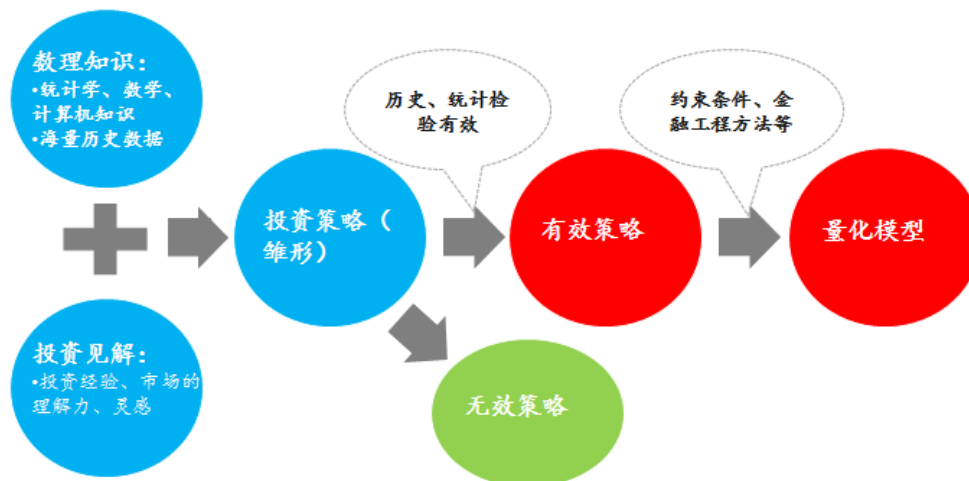 数理知识：
•统计学、数学、
计算机知识
•海量历史数据
投资见解：
•投资经验、市场的
理解力、灵感
投资策略（
雏形）
历史、统计检
验有效
有效策略
无效策略
约束条件、金
融工程方法等
量化模型